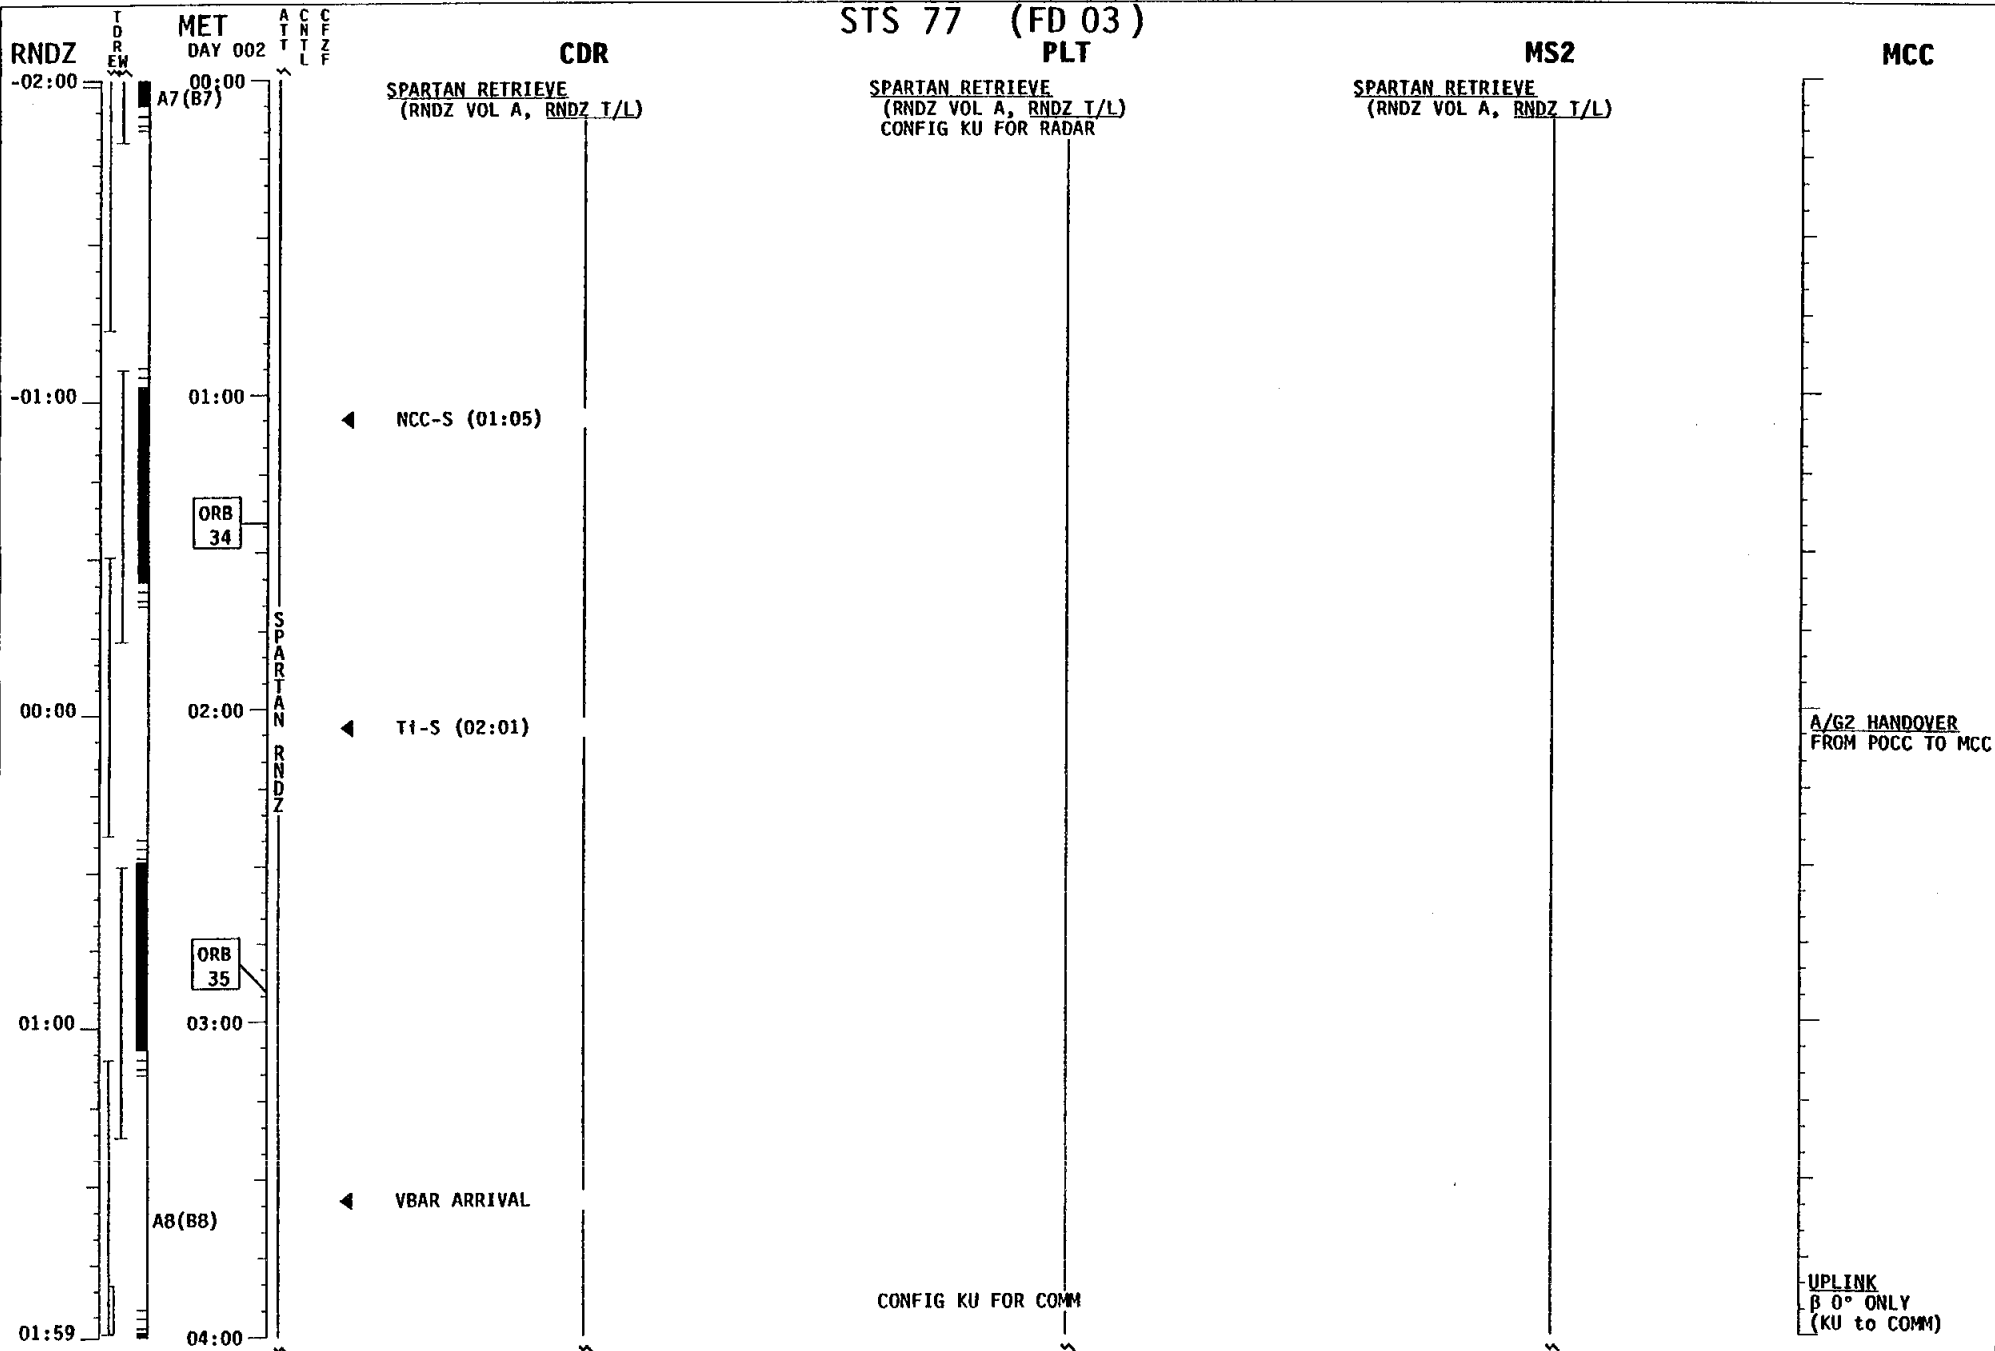 STS 77 (FD 03)
RNDZ
TDRE W
MET
DAY 002
ATT
CNTL
CFZF
CDR
PLT
MS2
MCC
-02:00
00:00
A7(B7)
SPARTAN RETRIEVE
(RNDZ VOL A, RNDZ T/L)
SPARTAN RETRIEVE
(RNDZ VOL A, RNDZ T/L)
CONFIG KU FOR RADAR
SPARTAN RETRIEVE
(RNDZ VOL A, RNDZ T/L)
-01:00
01:00
NCC-S (01:05)
ORB
34
SPARTAN RNDZ
00:00
02:00
Ti-S (02:01)
A/G2 HANDOVER
FROM POCC TO MCC
ORB
35
01:00
03:00
VBAR ARRIVAL
A8(B8)
CONFIG KU FOR COMM
UPLINK
β 0° ONLY
(KU to COMM)
01:59
04:00